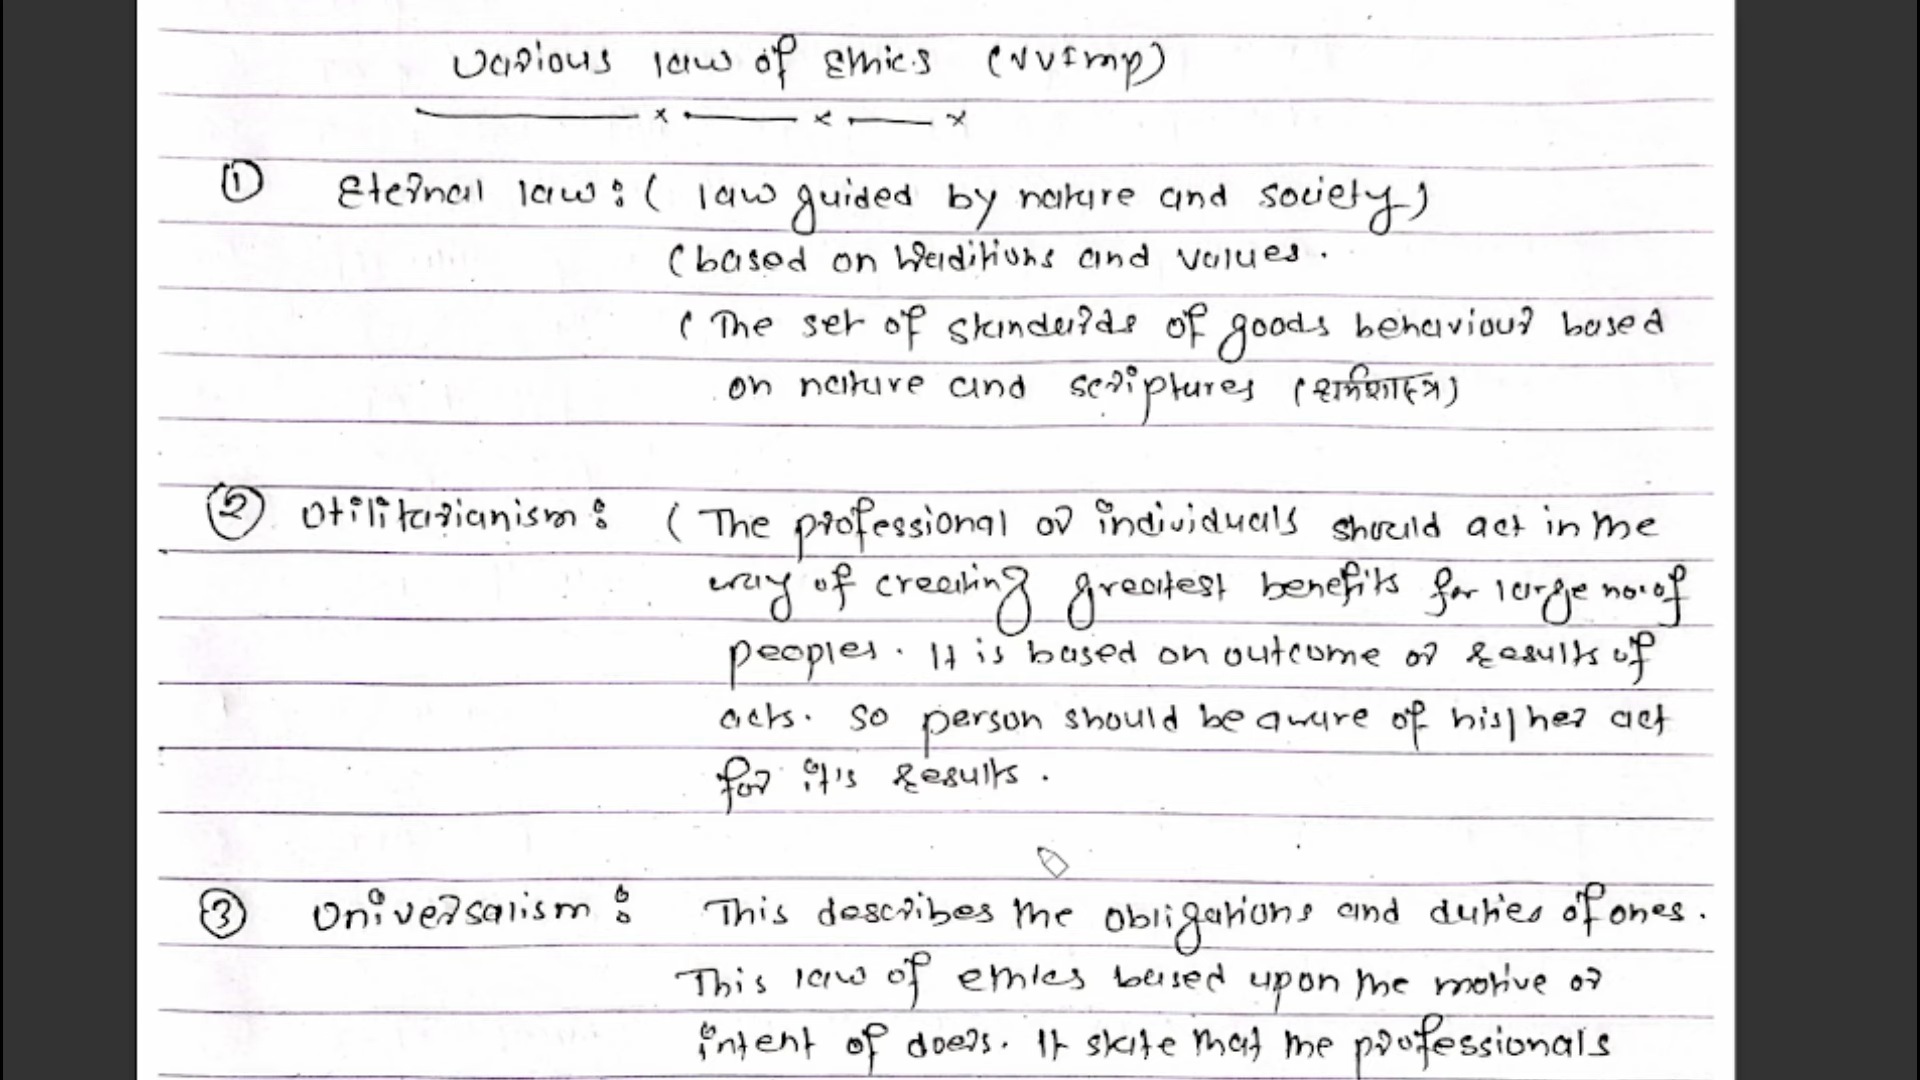 Various law of Ethics (VVImp)
① Eternal law: ( law guided by nature and society)
(based on traditions and values.
( The set of standards of goods behaviour based
on nature and scriptures (धर्मशास्त्र)
② Utilitarianism: ( The professional or individuals should act in the
way of creating greatest benefits for large no. of
peoples. It is based on outcome or results of
acts. so person should be aware of his/her act
for it's results.
③ Universalism: This describes the obligations and duties of ones.
This law of ethics based upon the motive or
intent of doers. It state that the professionals